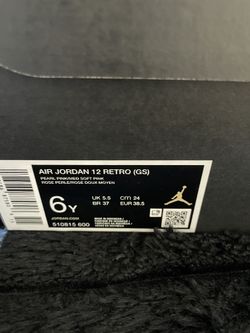 AIR JORDAN 12 RETRO (GS)
PEARL PINK/MED SOFT PINK
ROSE PERLE/ROSE DOUX MOYEN
6Y
UK 5.5
CITI 24
BR 37
EUR 38.5
JORDAN.COM
510815 600